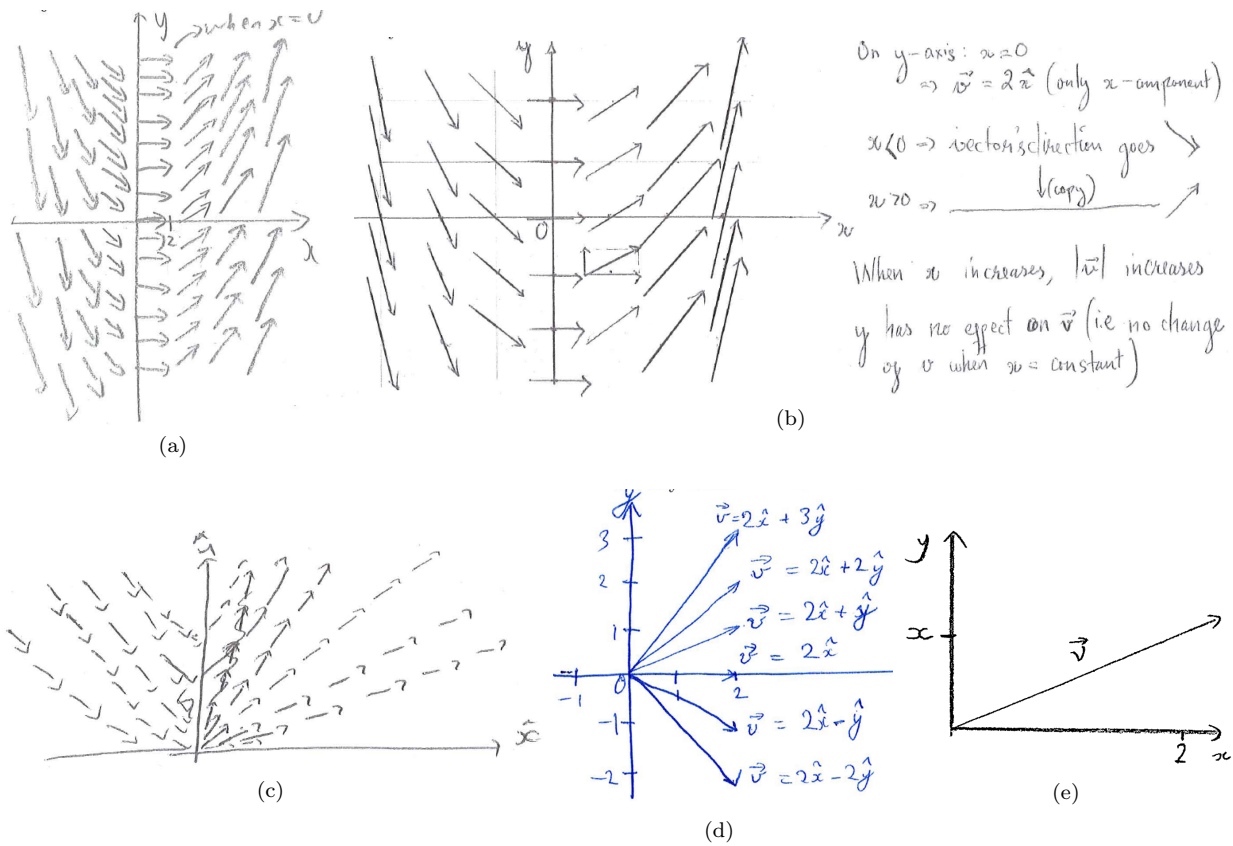 y
when x=0
2
x
(a)
y
0
x
On y-axis: x=0
⇒ v⃗ = 2x̂ (only x-component)
x<0 ⇒ vector's direction goes ↘
↓(copy)
x>0 ⇒ ________ ↗
When x increases, |v⃗| increases
y has no effect on v⃗ (i.e no change
of v when x = constant)
(b)
ŷ
x̂
(c)
y
3
2
1
0
-1
2
-1
-2
v⃗=2x̂ + 3ŷ
v⃗ = 2x̂+2ŷ
v⃗ = 2x̂+ŷ
v⃗ = 2x̂
v⃗ = 2x̂-ŷ
v⃗ = 2x̂-2ŷ
(d)
y
x
v⃗
2
x
(e)